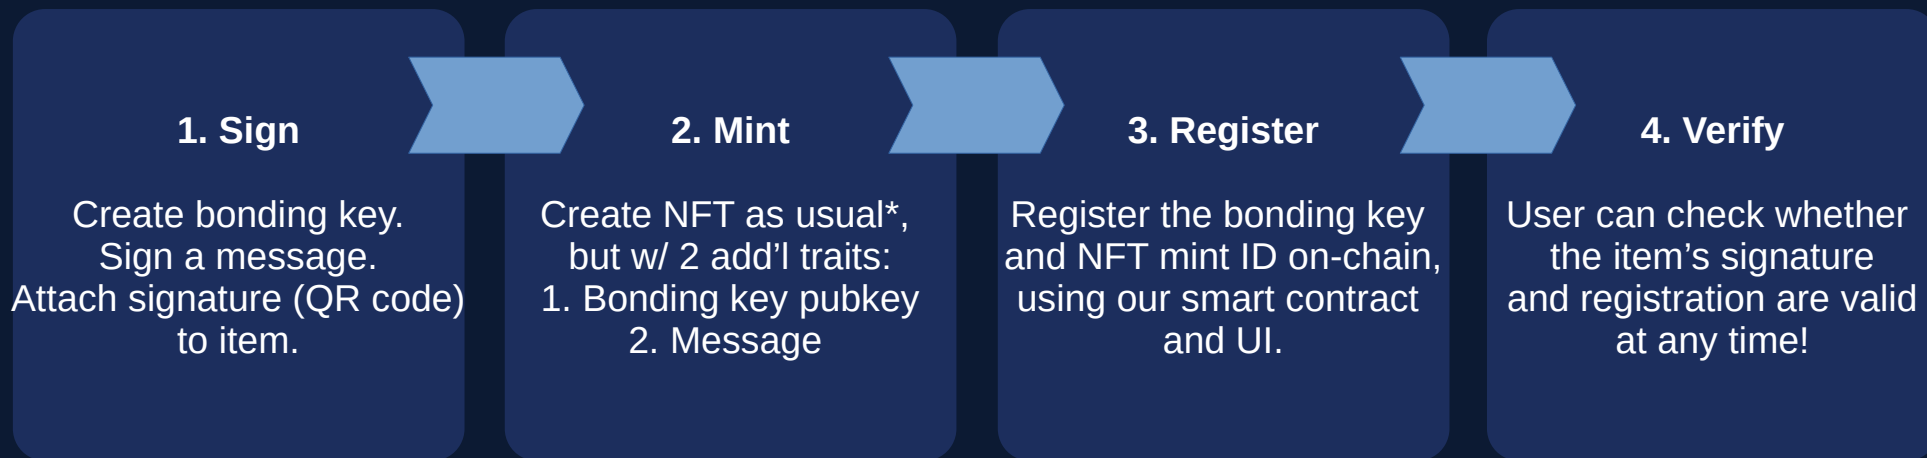 1. Sign
Create bonding key.
Sign a message.
Attach signature (QR code)
to item.
2. Mint
Create NFT as usual*,
but w/ 2 add’l traits:
1. Bonding key pubkey
2. Message
3. Register
Register the bonding key
and NFT mint ID on-chain,
using our smart contract
and UI.
4. Verify
User can check whether
the item’s signature
and registration are valid
at any time!